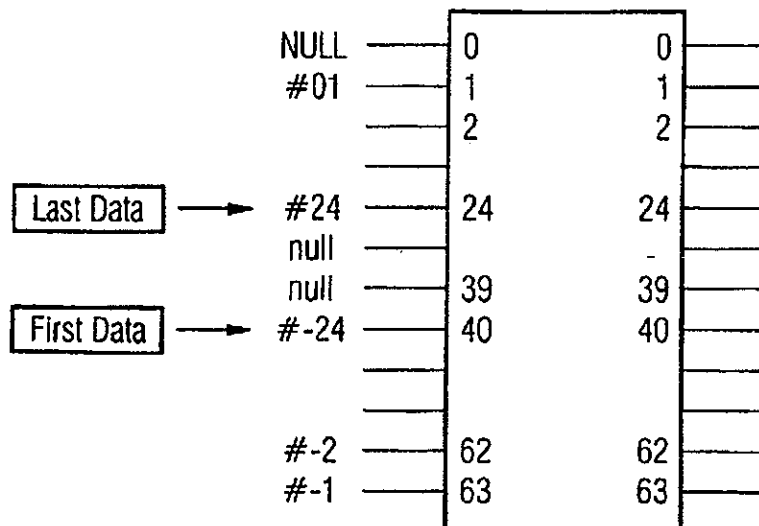 NULL 0 0
#01 1 1
2 2
Last Data #24 24 24
null -
null 39 39
First Data #-24 40 40
#-2 62 62
#-1 63 63